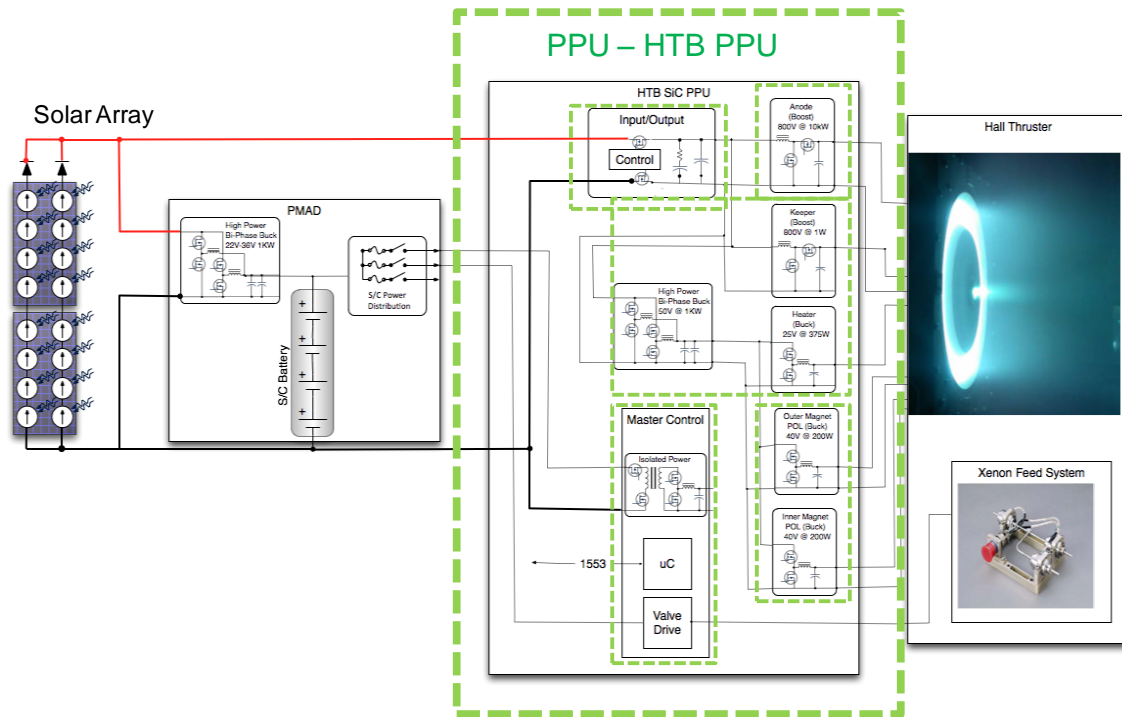 PPU – HTB PPU
Solar Array
HTB SiC PPU
Input/Output
Control
Anode
(Boost)
800V @ 10kW
Hall Thruster
PMAD
High Power
Bi-Phase Buck
22V-36V 1KW
S/C Power
Distribution
+
+
+
+
S/C Battery
Keeper
(Boost)
800V @ 1W
High Power
Bi-Phase Buck
50V @ 1KW
Heater
(Buck)
25V @ 375W
Master Control
Isolated Power
Outer Magnet
POL (Buck)
40V @ 200W
Inner Magnet
POL (Buck)
40V @ 200W
1553
uC
Valve
Drive
Xenon Feed System